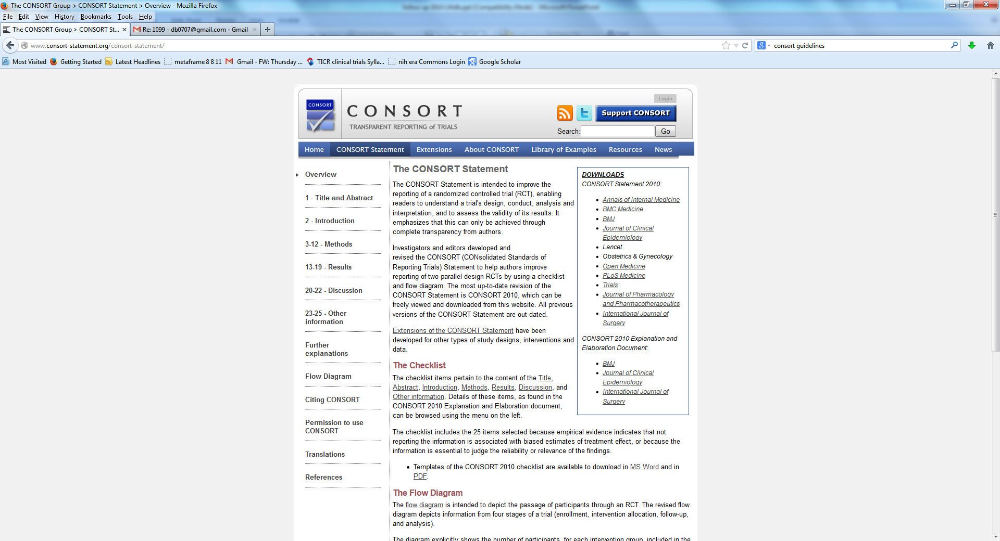 The CONSORT Group > CONSORT Statement > Overview - Mozilla Firefox
File Edit View History Bookmarks Tools Help
The CONSORT Group > CONSORT St...
Re: 1099 - db0707@gmail.com - Gmail
www.consort-statement.org/consort-statement/
consort guidelines
Most Visited Getting Started Latest Headlines metaframe 8 8 11 Gmail - FW: Thursday ... TICR clinical trials Sylla... nih era Commons Login Google Scholar
CONSORT
CONSORT
TRANSPARENT REPORTING of TRIALS
Login
Support CONSORT
Search: Go
Home CONSORT Statement Extensions About CONSORT Library of Examples Resources News
Overview
1 - Title and Abstract
2 - Introduction
3-12 - Methods
13-19 - Results
20-22 - Discussion
23-25 - Other
information
Further
explanations
Flow Diagram
Citing CONSORT
Permission to use
CONSORT
Translations
References
The CONSORT Statement
The CONSORT Statement is intended to improve the
reporting of a randomized controlled trial (RCT), enabling
readers to understand a trial's design, conduct, analysis and
interpretation, and to assess the validity of its results. It
emphasizes that this can only be achieved through
complete transparency from authors.
Investigators and editors developed and
revised the CONSORT (CONsolidated Standards of
Reporting Trials) Statement to help authors improve
reporting of two-parallel design RCTs by using a checklist
and flow diagram. The most up-to-date revision of the
CONSORT Statement is CONSORT 2010, which can be
freely viewed and downloaded from this website. All previous
versions of the CONSORT Statement are out-dated.
Extensions of the CONSORT Statement have been
developed for other types of study designs, interventions and
data.
DOWNLOADS
CONSORT Statement 2010:
Annals of Internal Medicine
BMC Medicine
BMJ
Journal of Clinical
Epidemiology
Lancet
Obstetrics & Gynecology
Open Medicine
PLoS Medicine
Trials
Journal of Pharmacology
and Pharmacotherapeutics
International Journal of
Surgery
CONSORT 2010 Explanation and
Elaboration Document:
BMJ
Journal of Clinical
Epidemiology
International Journal of
Surgery
The Checklist
The checklist items pertain to the content of the Title,
Abstract, Introduction, Methods, Results, Discussion, and
Other information. Details of these items, as found in the
CONSORT 2010 Explanation and Elaboration document,
can be browsed using the menu on the left.
The checklist includes the 25 items selected because empirical evidence indicates that not
reporting the information is associated with biased estimates of treatment effect, or because the
information is essential to judge the reliability or relevance of the findings.
Templates of the CONSORT 2010 checklist are available to download in MS Word and in
PDF.
The Flow Diagram
The flow diagram is intended to depict the passage of participants through an RCT. The revised flow
diagram depicts information from four stages of a trial (enrollment, intervention allocation, follow-up,
and analysis).
The diagram explicitly shows the number of participants, for each intervention group, included in the